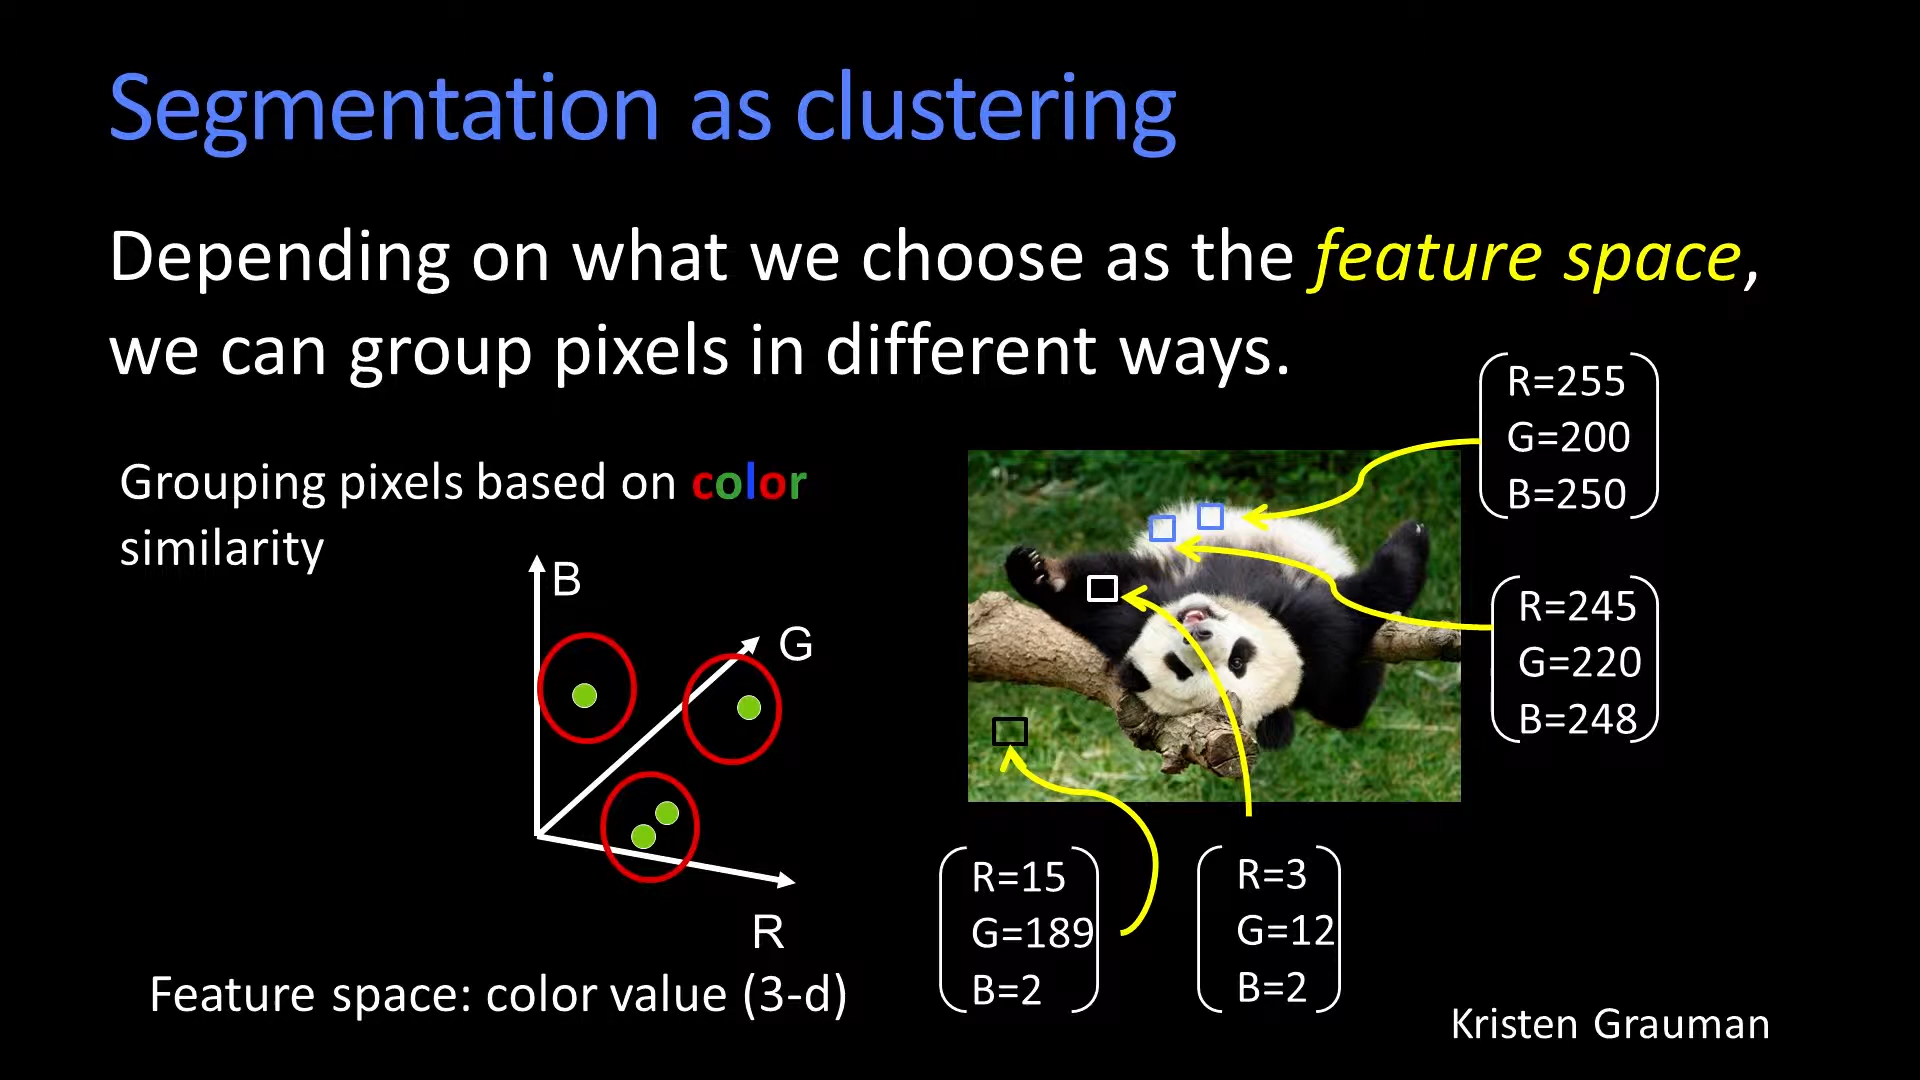 Segmentation as clustering
Depending on what we choose as the feature space,
we can group pixels in different ways.
Grouping pixels based on color
similarity
B
G
R
Feature space: color value (3-d)
R=255
G=200
B=250
R=245
G=220
B=248
R=15
G=189
B=2
R=3
G=12
B=2
Kristen Grauman